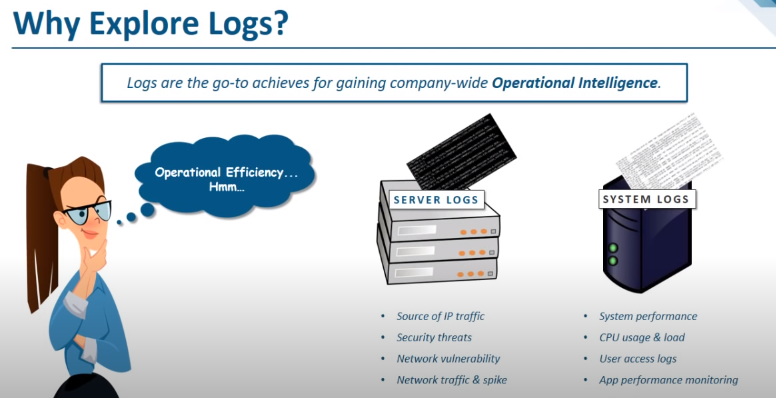 Why Explore Logs?
Logs are the go-to achieves for gaining company-wide Operational Intelligence.
Operational Efficiency...
Hmm...
SERVER LOGS
• Source of IP traffic
• Security threats
• Network vulnerability
• Network traffic & spike
SYSTEM LOGS
• System performance
• CPU usage & load
• User access logs
• App performance monitoring